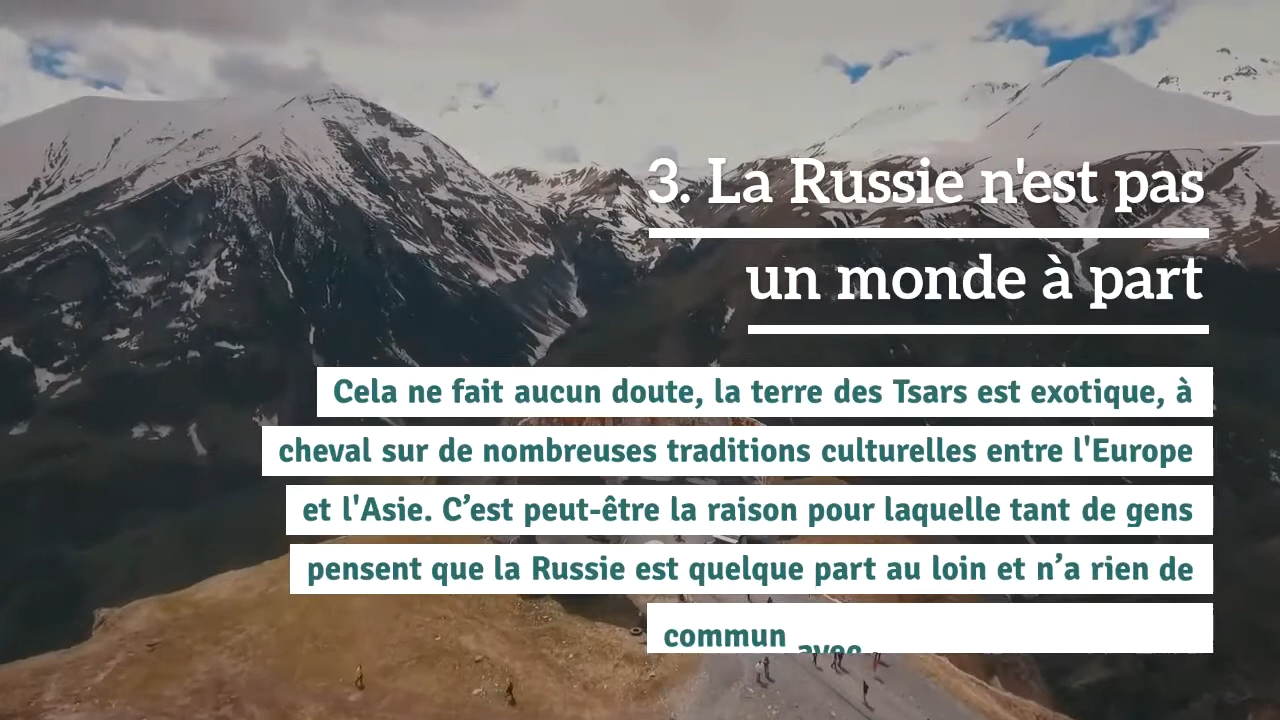 3. La Russie n'est pas
un monde à part
Cela ne fait aucun doute, la terre des Tsars est exotique, à
cheval sur de nombreuses traditions culturelles entre l'Europe
et l'Asie. C’est peut-être la raison pour laquelle tant de gens
pensent que la Russie est quelque part au loin et n’a rien de
commun avec